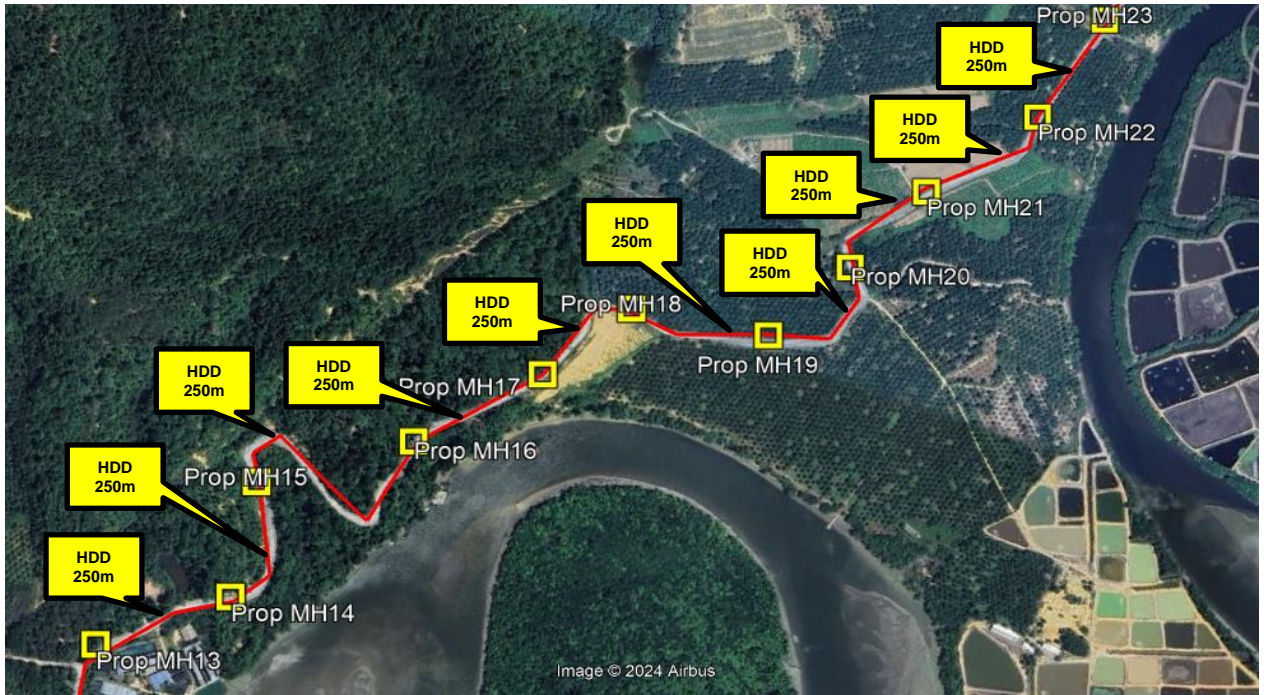 Prop MH23
HDD
250m
HDD
250m
Prop MH22
HDD
250m
Prop MH21
HDD
250m
HDD
250m
Prop MH20
HDD
250m
Prop MH18
Prop MH19
HDD
250m
Prop MH17
HDD
250m
Prop MH16
HDD
250m
Prop MH15
HDD
250m
Prop MH14
Prop MH13
Image © 2024 Airbus